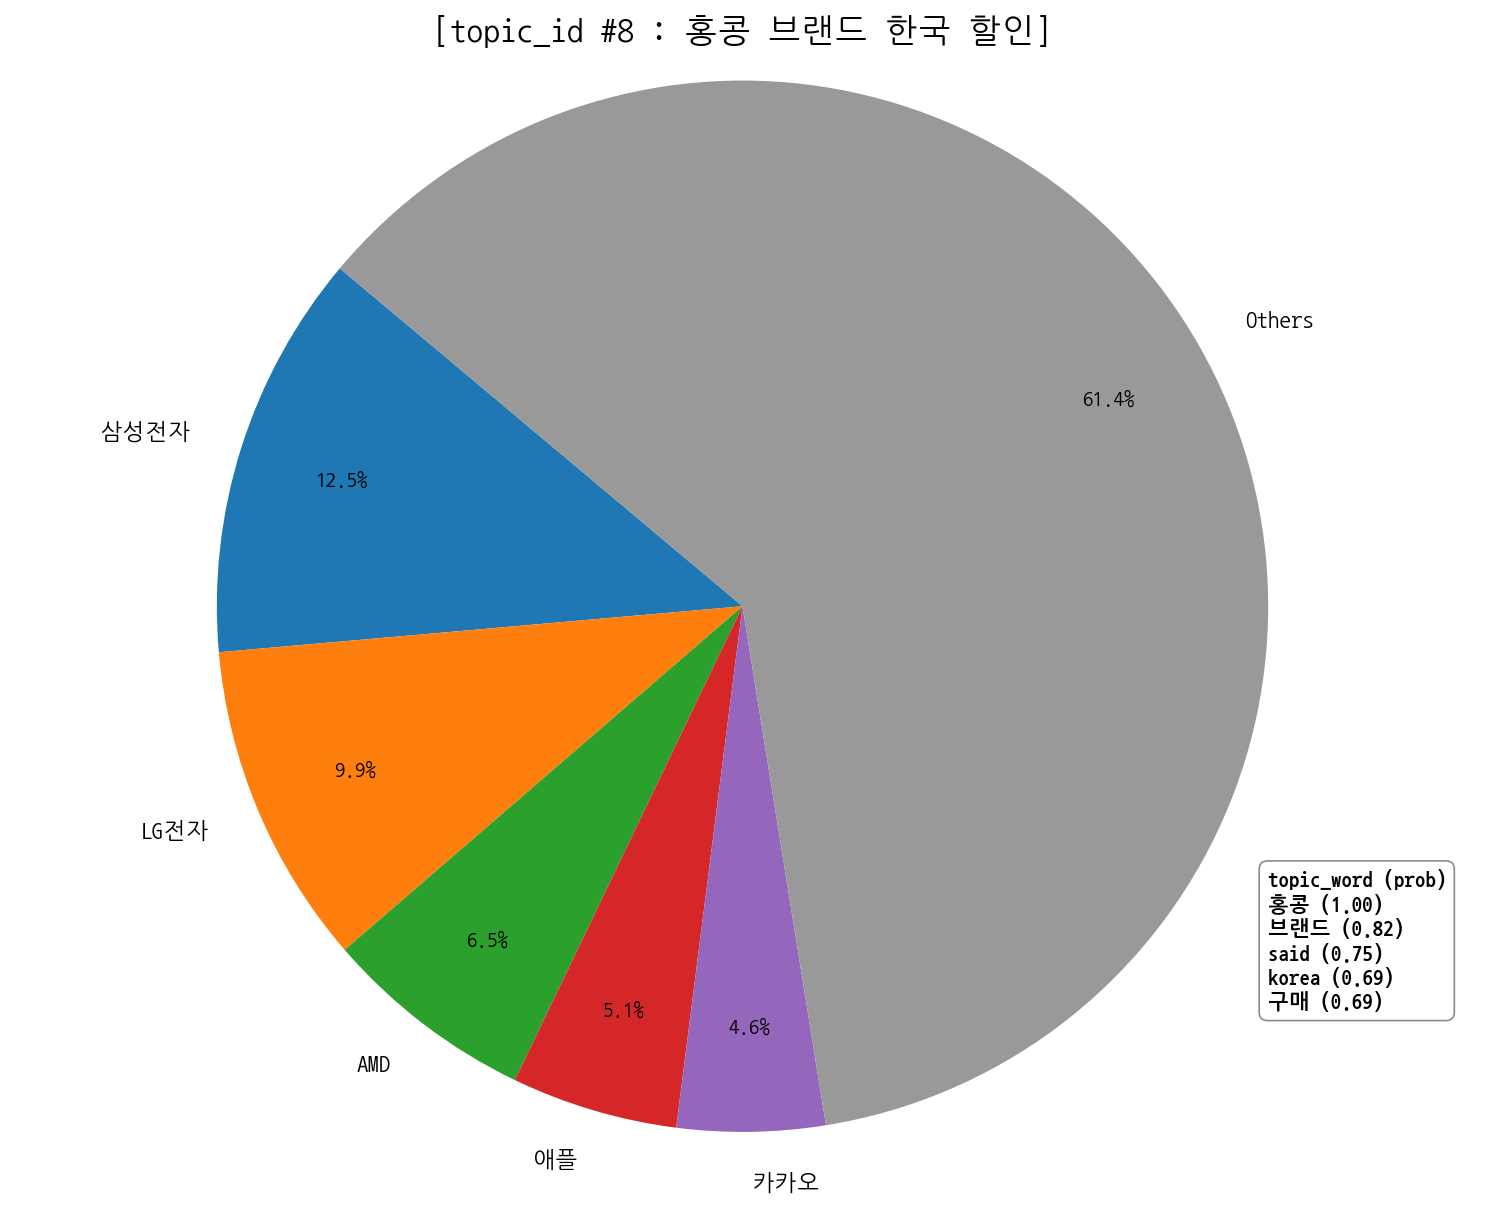 [topic_id #8 : 홍콩 브랜드 한국 할인]
Others
61.4%
삼성전자
12.5%
9.9%
LG전자
6.5%
5.1%
4.6%
AMD
애플
카카오
topic_word (prob)
홍콩 (1.00)
브랜드 (0.82)
said (0.75)
korea (0.69)
구매 (0.69)